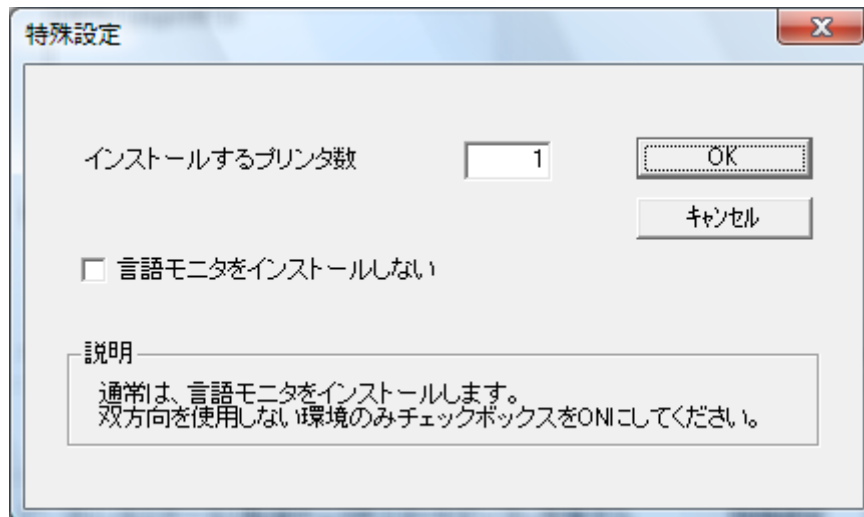 特殊設定
インストールするプリンタ数 1 OK
キャンセル
言語モニタをインストールしない
説明
通常は、言語モニタをインストールします。
双方向を使用しない環境のみチェックボックスをONにしてください。